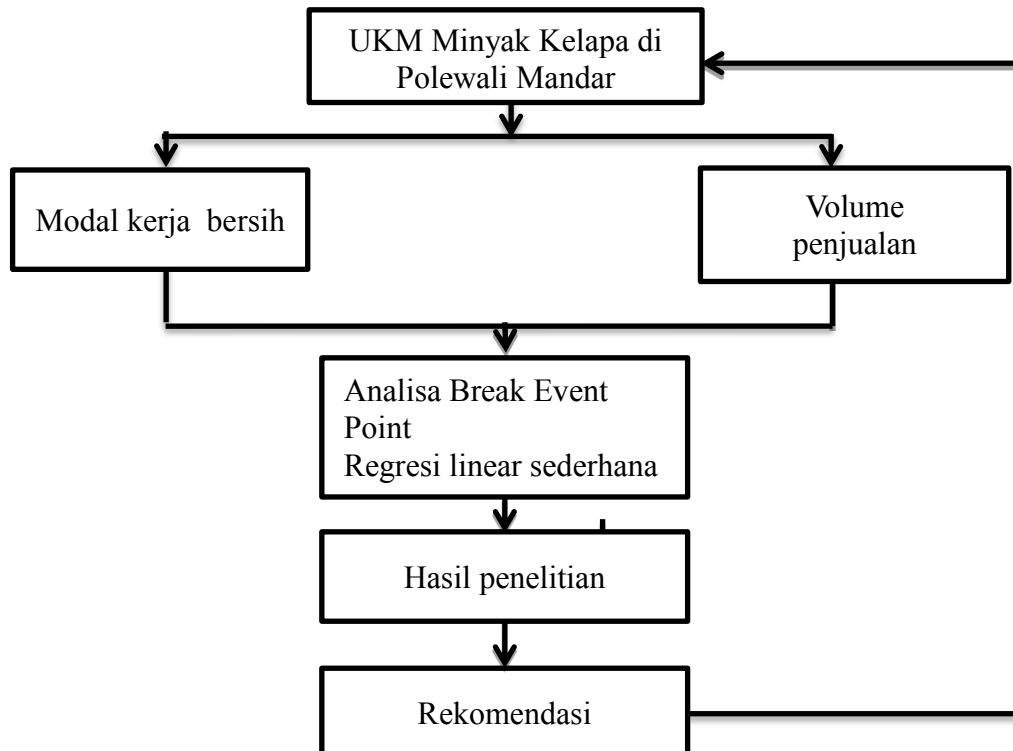 UKM Minyak Kelapa di
Polewali Mandar
Modal kerja bersih
Volume
penjualan
Analisa Break Event
Point
Regresi linear sederhana
Hasil penelitian
Rekomendasi